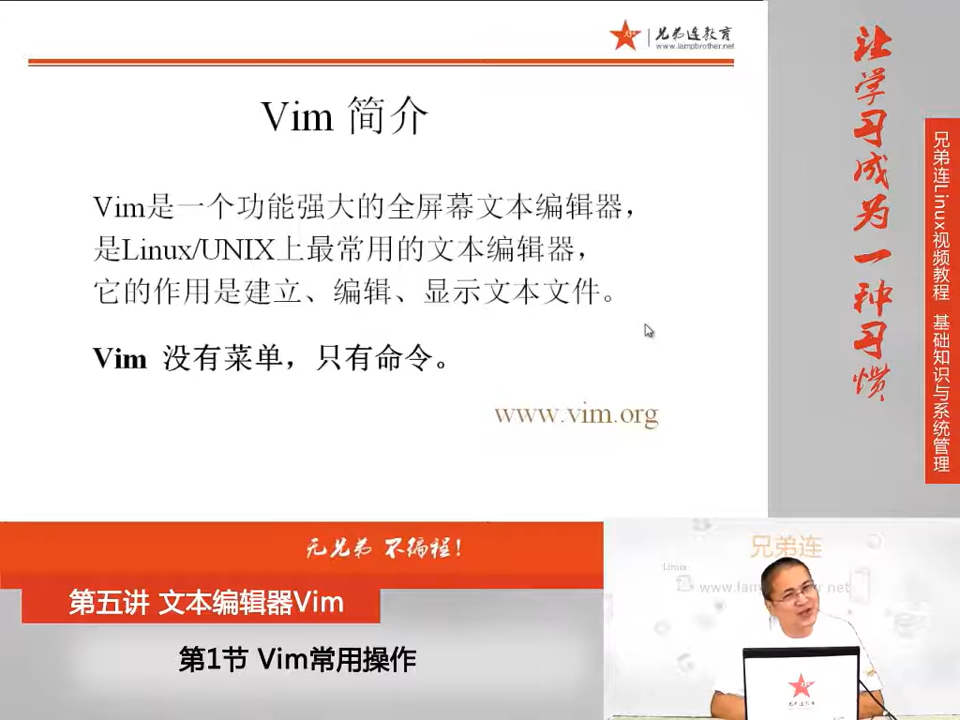 兄弟连教育
www.lampbrother.net
Vim 简介
Vim是一个功能强大的全屏幕文本编辑器，
是Linux/UNIX上最常用的文本编辑器，
它的作用是建立、编辑、显示文本文件。
Vim 没有菜单，只有命令。
www.vim.org
让学习成为一种习惯
兄弟连Linux视频教程 基础知识与系统管理
无兄弟 不编程！
第五讲 文本编辑器Vim
第1节 Vim常用操作
兄弟连
Linux